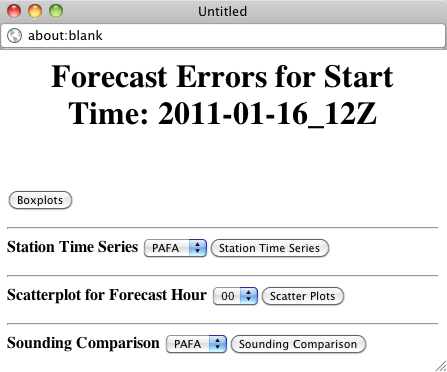 Untitled
about:blank
Forecast Errors for Start
Time: 2011-01-16_12Z
Boxplots
Station Time Series PAFA Station Time Series
Scatterplot for Forecast Hour 00 Scatter Plots
Sounding Comparison PAFA Sounding Comparison